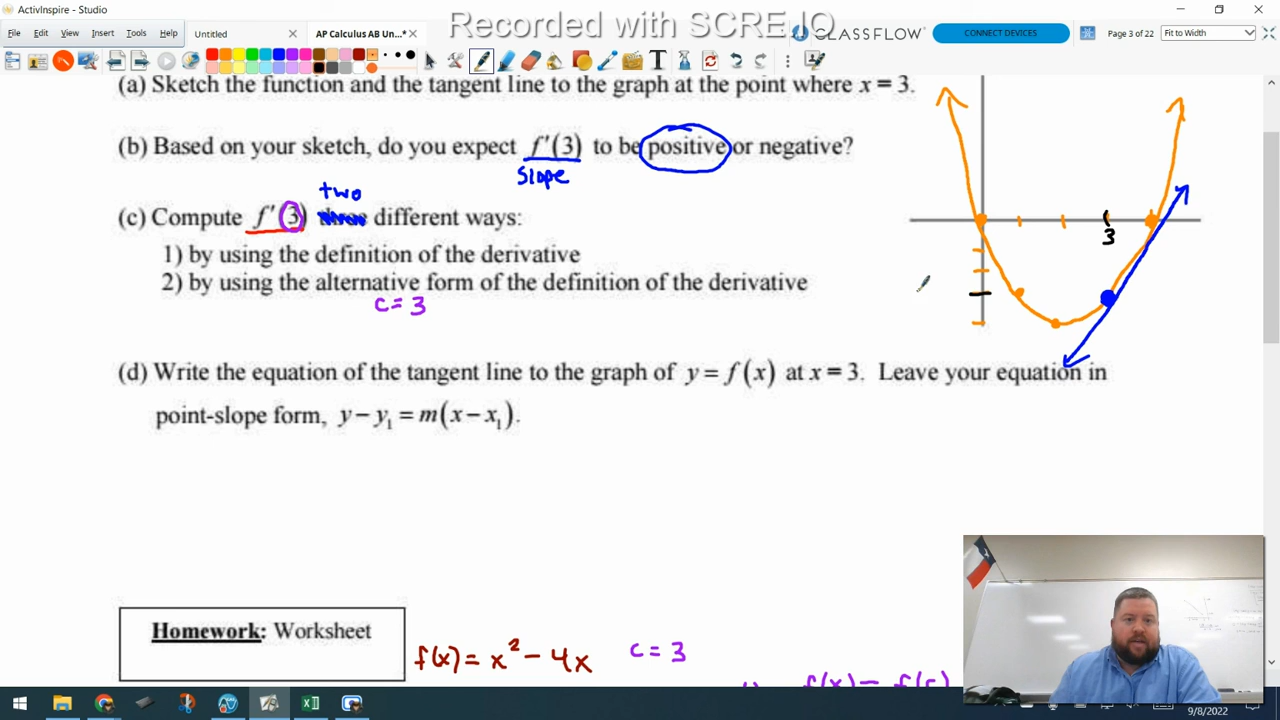 ActivInspire - Studio
Recorded with SCRE.IO
File Edit View Insert Tools Help
Untitled × AP Calculus AB Un...* ×
CLASSFLOW CONNECT DEVICES Page 3 of 22 Fit to Width
(a) Sketch the function and the tangent line to the graph at the point where x = 3.
(b) Based on your sketch, do you expect f'(3) to be positive or negative?
slope
two
(c) Compute f'(3) different ways:
3
1) by using the definition of the derivative
2) by using the alternative form of the definition of the derivative
c = 3
(d) Write the equation of the tangent line to the graph of y = f(x) at x = 3. Leave your equation in
point-slope form, y − y₁ = m(x − x₁).
Homework: Worksheet
f(x) = x² − 4x
c = 3
f(x) − f(c)
9/8/2022